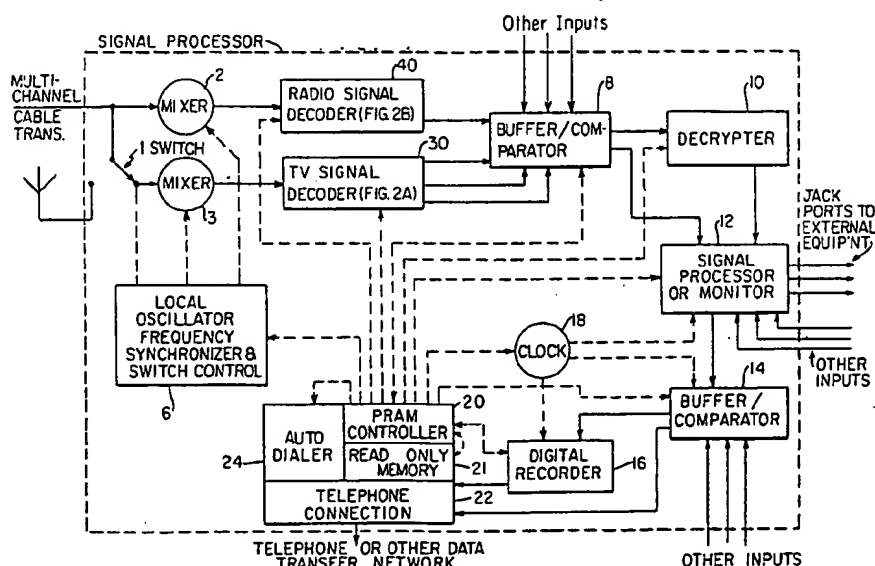 Other Inputs
SIGNAL PROCESSOR
MULTI-
CHANNEL
CABLE
TRANS.
2
MIXER
40
RADIO SIGNAL
DECODER (FIG. 2B)
8
BUFFER/COM-
PARATOR
10
DECRYPTER
1 SWITCH
MIXER
3
30
TV SIGNAL
DECODER (FIG. 2A)
JACK
PORTS TO
EXTERNAL
EQUIP'NT
12
SIGNAL
PROCESSOR
OR MONITOR
LOCAL
OSCILLATOR
FREQUENCY
SYNCHRONIZER &
SWITCH CONTROL
6
18
CLOCK
OTHER
INPUTS
14
BUFFER/
COMPARATOR
20
PRAM
CONTROLLER
AUTO
DIALER
24
READ ONLY
MEMORY
21
DIGITAL
RECORDER
16
22
TELEPHONE
CONNECTION
TELEPHONE OR OTHER DATA
TRANSFER NETWORK
OTHER INPUTS